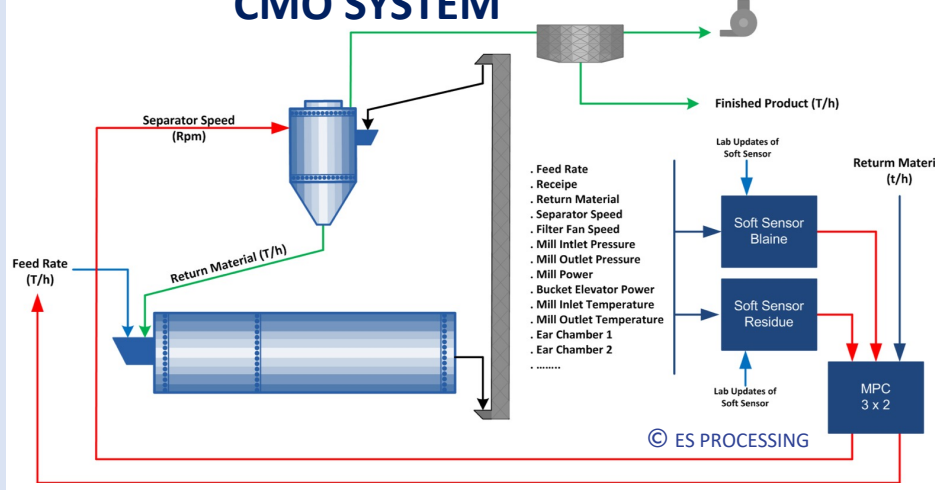 CMO SYSTEM
Separator Speed
(Rpm)
Finished Product (T/h)
Lab Updates of
Soft Sensor
Returm Materi
(t/h)
. Feed Rate
. Receipe
. Return Material
. Separator Speed
. Filter Fan Speed
. Mill Intlet Pressure
. Mill Outlet Pressure
. Mill Power
. Bucket Elevator Power
. Mill Inlet Temperature
. Mill Outlet Temperature
. Ear Chamber 1
. Ear Chamber 2
. ........
Soft Sensor
Blaine
Return Material (T/h)
Feed Rate
(T/h)
Soft Sensor
Residue
Lab Updates of
Soft Sensor
MPC
3 x 2
© ES PROCESSING